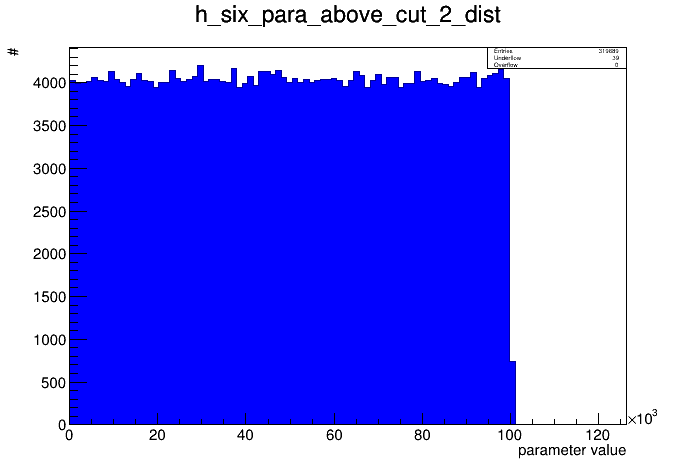 h_six_para_above_cut_2_dist
#
Entries 319689
Underflow 39
Overflow 0
4000
3500
3000
2500
2000
1500
1000
500
0
0 20 40 60 80 100 120 ×10³
parameter value